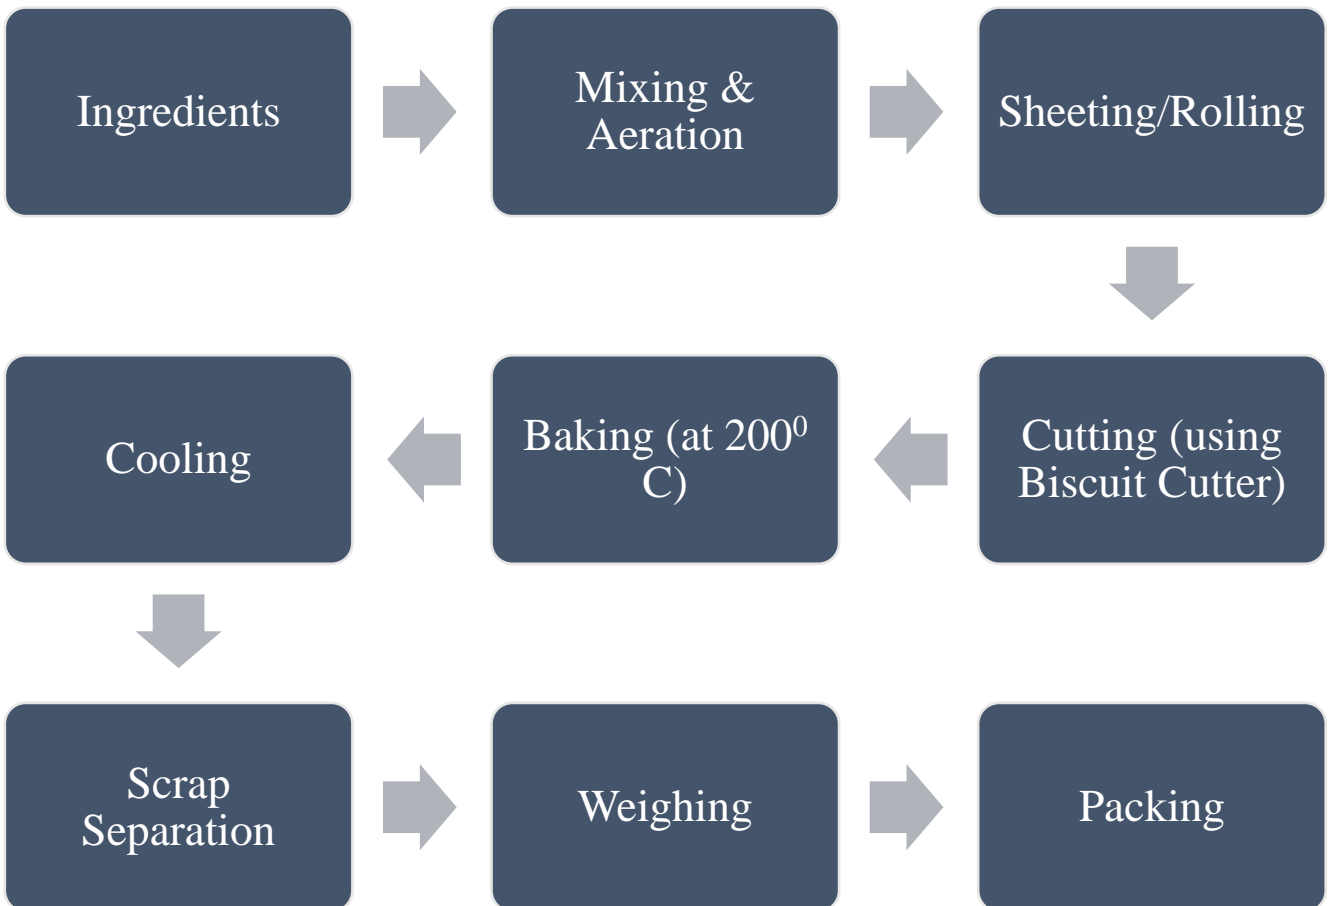 Ingredients
Mixing &
Aeration
Sheeting/Rolling
Cutting (using
Biscuit Cutter)
Baking (at 200⁰
C)
Cooling
Scrap
Separation
Weighing
Packing